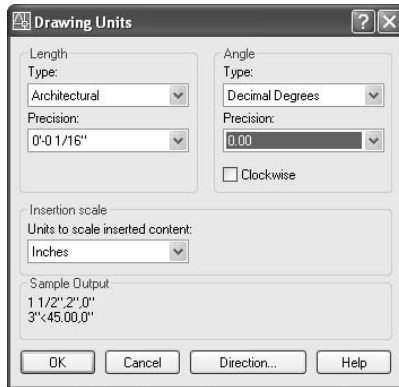 Drawing Units
Length
Type:
Architectural
Precision:
0'-0 1/16"
Angle
Type:
Decimal Degrees
Precision:
0.00
Clockwise
Insertion scale
Units to scale inserted content:
Inches
Sample Output
1 1/2",2",0"
3"<45.00,0"
OK
Cancel
Direction...
Help